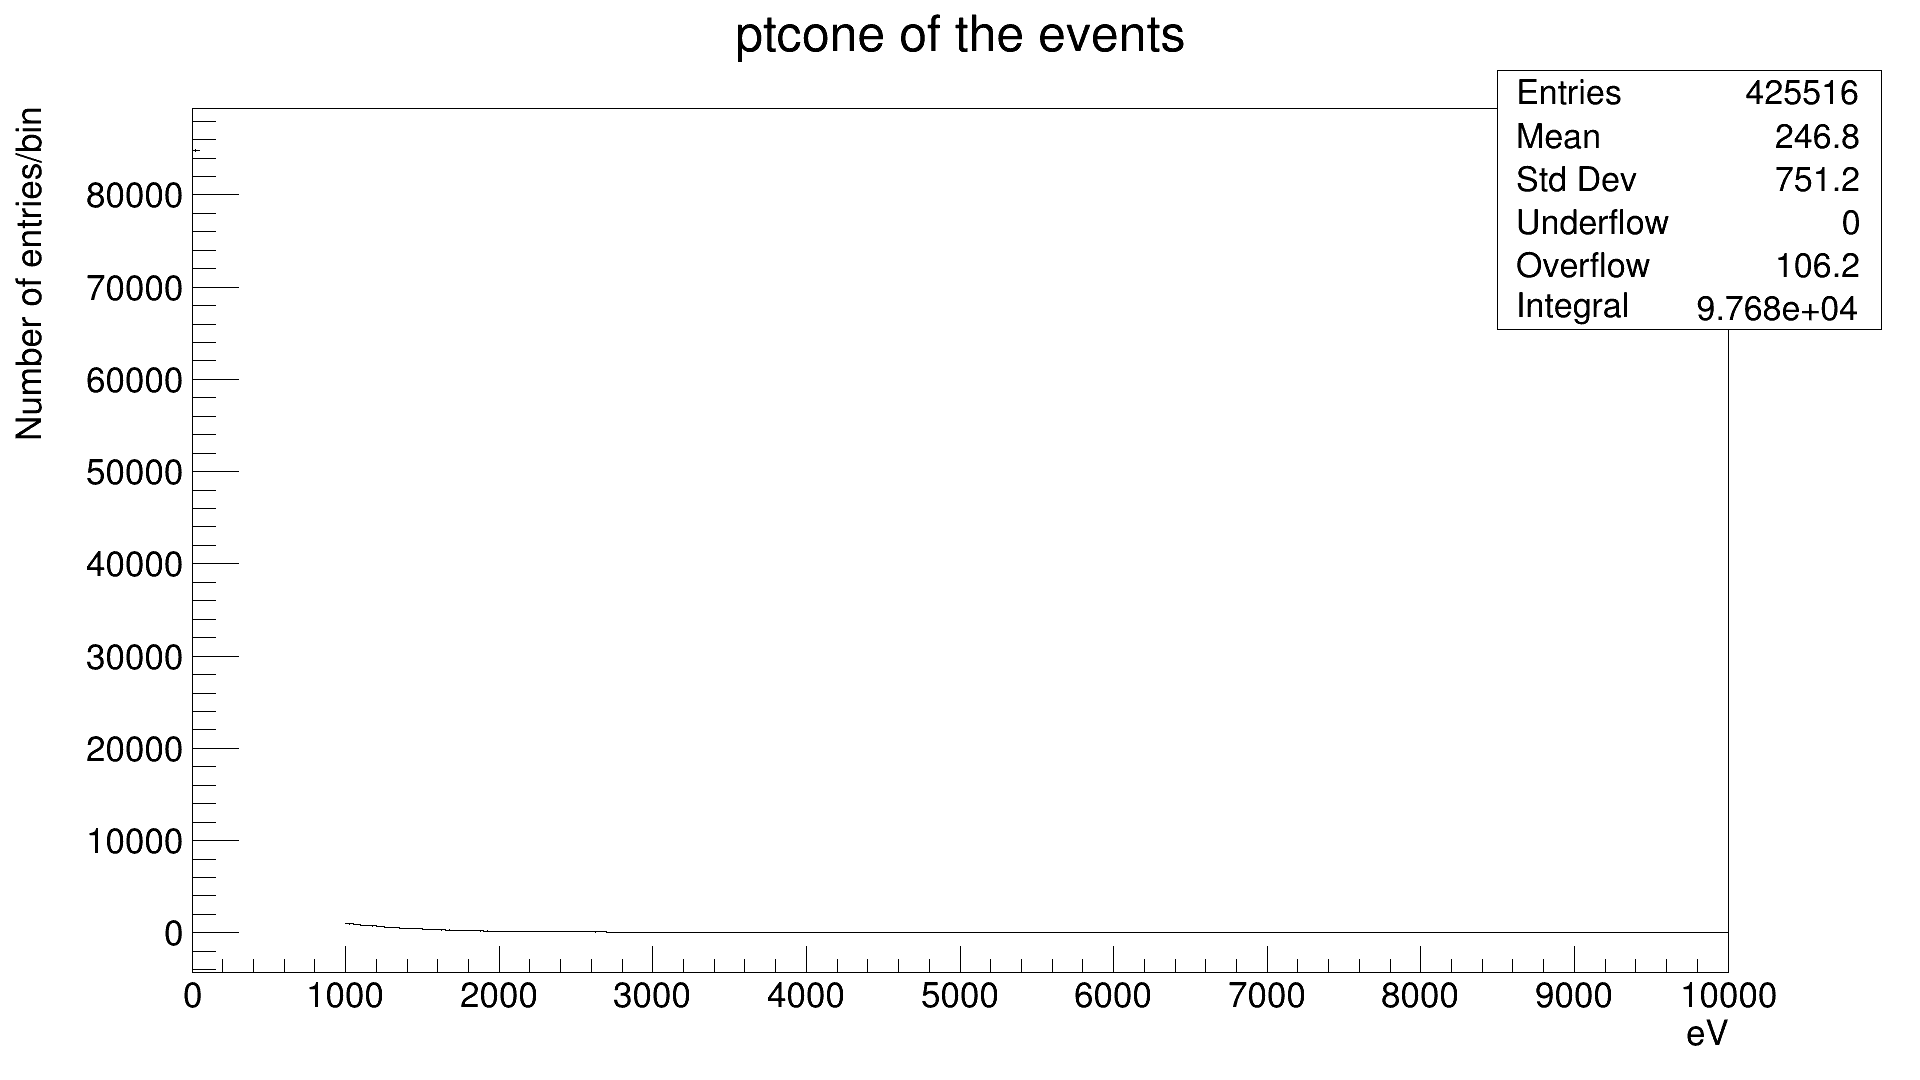 ptcone of the events
Number of entries/bin
Entries 425516
Mean 246.8
Std Dev 751.2
Underflow 0
Overflow 106.2
Integral 9.768e+04
80000
70000
60000
50000
40000
30000
20000
10000
0
0 1000 2000 3000 4000 5000 6000 7000 8000 9000 10000
eV